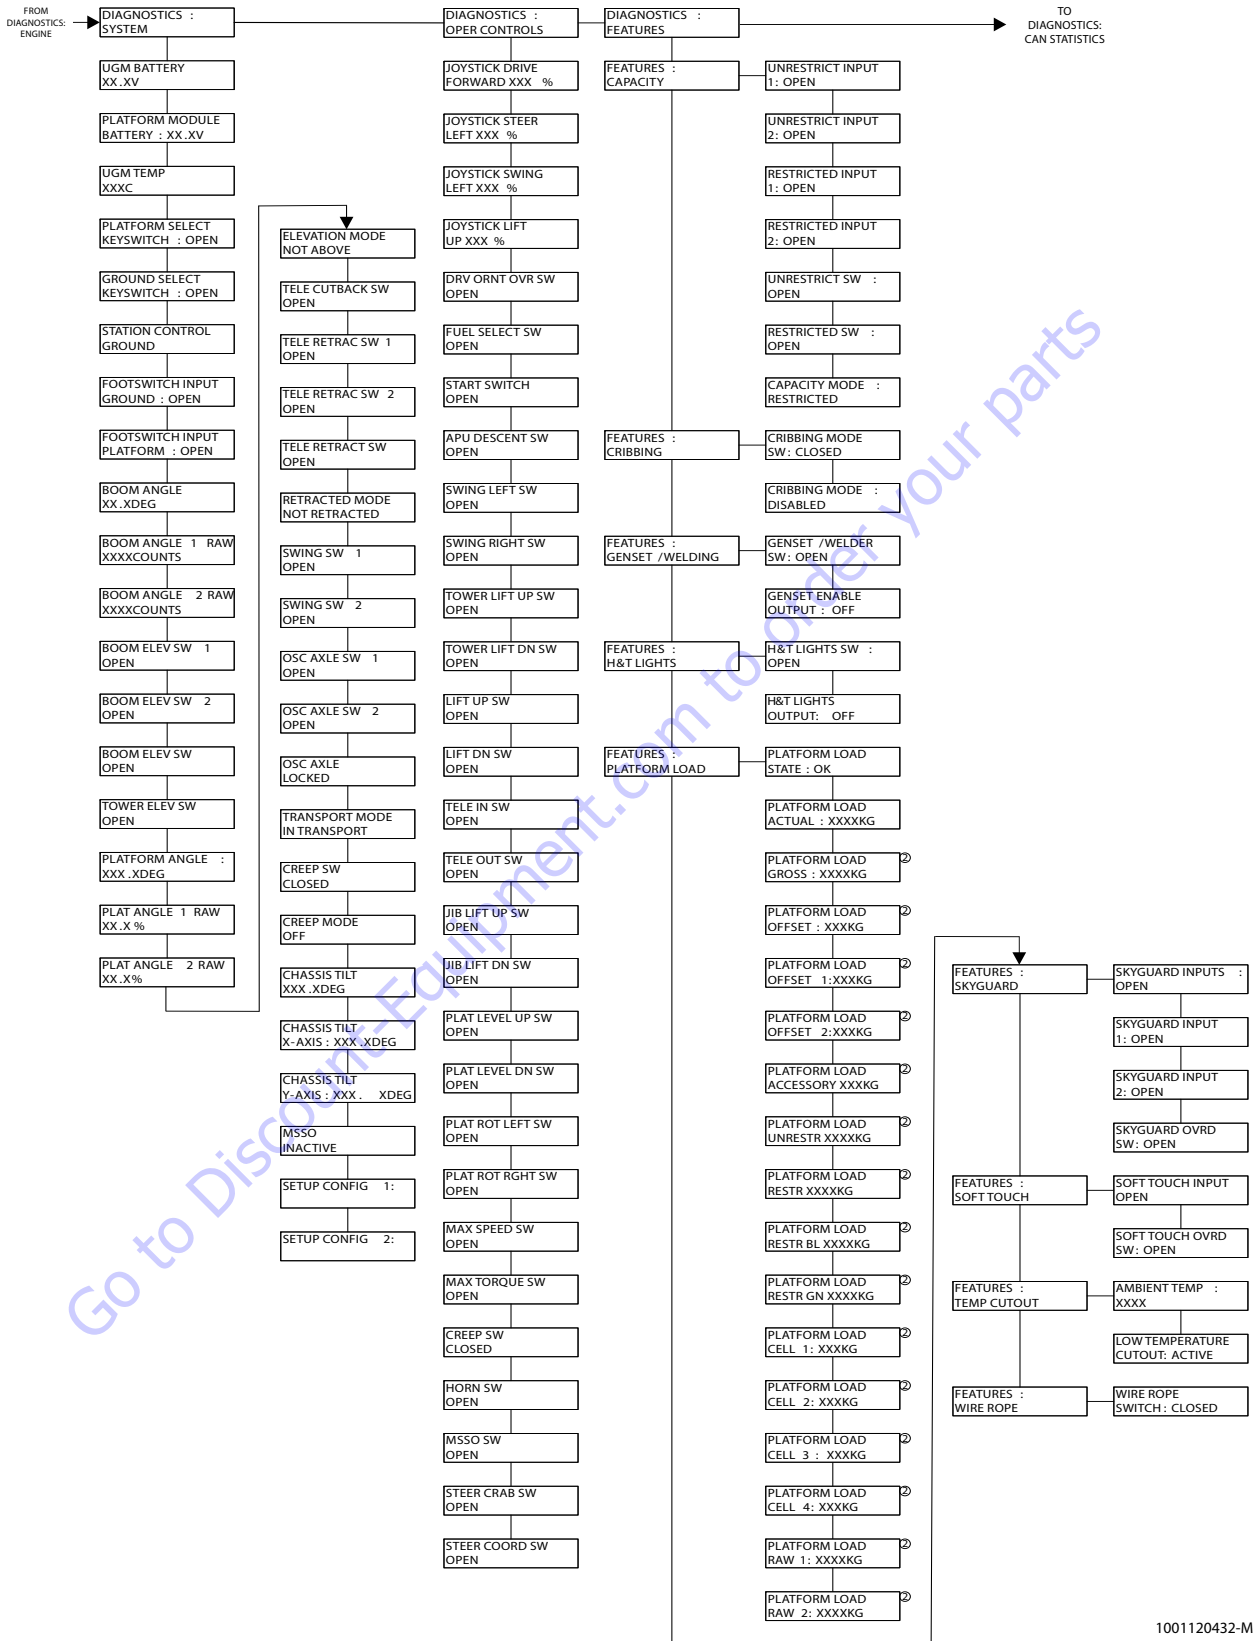 FROM
DIAGNOSTICS:
ENGINE
DIAGNOSTICS :
SYSTEM
UGM BATTERY
XX.XV
PLATFORM MODULE
BATTERY : XX.XV
UGM TEMP
XXXC
PLATFORM SELECT
KEYSWITCH : OPEN
GROUND SELECT
KEYSWITCH : OPEN
STATION CONTROL
GROUND
FOOTSWITCH INPUT
GROUND : OPEN
FOOTSWITCH INPUT
PLATFORM : OPEN
BOOM ANGLE
XX.XDEG
BOOM ANGLE 1 RAW
XXXXCOUNTS
BOOM ANGLE 2 RAW
XXXXCOUNTS
BOOM ELEV SW 1
OPEN
BOOM ELEV SW 2
OPEN
BOOM ELEV SW
OPEN
TOWER ELEV SW
OPEN
PLATFORM ANGLE :
XXX.XDEG
PLAT ANGLE 1 RAW
XX.X %
PLAT ANGLE 2 RAW
XX.X%
ELEVATION MODE
NOT ABOVE
TELE CUTBACK SW
OPEN
TELE RETRAC SW 1
OPEN
TELE RETRAC SW 2
OPEN
TELE RETRACT SW
OPEN
RETRACTED MODE
NOT RETRACTED
SWING SW 1
OPEN
SWING SW 2
OPEN
OSC AXLE SW 1
OPEN
OSC AXLE SW 2
OPEN
OSC AXLE
LOCKED
TRANSPORT MODE
IN TRANSPORT
CREEP SW
CLOSED
CREEP MODE
OFF
CHASSIS TILT
XXX.XDEG
CHASSIS TILT
X-AXIS : XXX.XDEG
CHASSIS TILT
Y-AXIS : XXX. XDEG
MSSO
INACTIVE
SETUP CONFIG 1:
SETUP CONFIG 2:
DIAGNOSTICS :
OPER CONTROLS
JOYSTICK DRIVE
FORWARD XXX %
JOYSTICK STEER
LEFT XXX %
JOYSTICK SWING
LEFT XXX %
JOYSTICK LIFT
UP XXX %
DRV ORNT OVR SW
OPEN
FUEL SELECT SW
OPEN
START SWITCH
OPEN
APU DESCENT SW
OPEN
SWING LEFT SW
OPEN
SWING RIGHT SW
OPEN
TOWER LIFT UP SW
OPEN
TOWER LIFT DN SW
OPEN
LIFT UP SW
OPEN
LIFT DN SW
OPEN
TELE IN SW
OPEN
TELE OUT SW
OPEN
JIB LIFT UP SW
OPEN
JIB LIFT DN SW
OPEN
PLAT LEVEL UP SW
OPEN
PLAT LEVEL DN SW
OPEN
PLAT ROT LEFT SW
OPEN
PLAT ROT RGHT SW
OPEN
MAX SPEED SW
OPEN
MAX TORQUE SW
OPEN
CREEP SW
CLOSED
HORN SW
OPEN
MSSO SW
OPEN
STEER CRAB SW
OPEN
STEER COORD SW
OPEN
DIAGNOSTICS :
FEATURES
TO
DIAGNOSTICS:
CAN STATISTICS
FEATURES :
CAPACITY
UNRESTRICT INPUT
1: OPEN
UNRESTRICT INPUT
2: OPEN
RESTRICTED INPUT
1: OPEN
RESTRICTED INPUT
2: OPEN
UNRESTRICT SW :
OPEN
RESTRICTED SW :
OPEN
CAPACITY MODE :
RESTRICTED
FEATURES :
CRIBBING
CRIBBING MODE
SW: CLOSED
CRIBBING MODE :
DISABLED
FEATURES :
GENSET /WELDING
GENSET /WELDER
SW: OPEN
GENSET ENABLE
OUTPUT : OFF
FEATURES :
H&T LIGHTS
H&T LIGHTS SW :
OPEN
H&T LIGHTS
OUTPUT: OFF
FEATURES :
PLATFORM LOAD
PLATFORM LOAD
STATE : OK
PLATFORM LOAD
ACTUAL : XXXXKG
PLATFORM LOAD ②
GROSS : XXXXKG
PLATFORM LOAD ②
OFFSET : XXXKG
PLATFORM LOAD ②
OFFSET 1:XXXKG
PLATFORM LOAD ②
OFFSET 2:XXXKG
PLATFORM LOAD ②
ACCESSORY XXXKG
PLATFORM LOAD ②
UNRESTR XXXXKG
PLATFORM LOAD ②
RESTR XXXXKG
PLATFORM LOAD ②
RESTR BL XXXXKG
PLATFORM LOAD ②
RESTR GN XXXXKG
PLATFORM LOAD ②
CELL 1: XXXKG
PLATFORM LOAD ②
CELL 2: XXXKG
PLATFORM LOAD ②
CELL 3 : XXXKG
PLATFORM LOAD ②
CELL 4: XXXKG
PLATFORM LOAD ②
RAW 1: XXXXKG
PLATFORM LOAD ②
RAW 2: XXXXKG
FEATURES :
SKYGUARD
SKYGUARD INPUTS :
OPEN
SKYGUARD INPUT
1: OPEN
SKYGUARD INPUT
2: OPEN
SKYGUARD OVRD
SW: OPEN
FEATURES :
SOFT TOUCH
SOFT TOUCH INPUT
OPEN
SOFT TOUCH OVRD
SW: OPEN
FEATURES :
TEMP CUTOUT
AMBIENT TEMP :
XXXX
LOW TEMPERATURE
CUTOUT: ACTIVE
FEATURES :
WIRE ROPE
WIRE ROPE
SWITCH : CLOSED
Go to Discount-Equipment.com to order your parts
1001120432-M